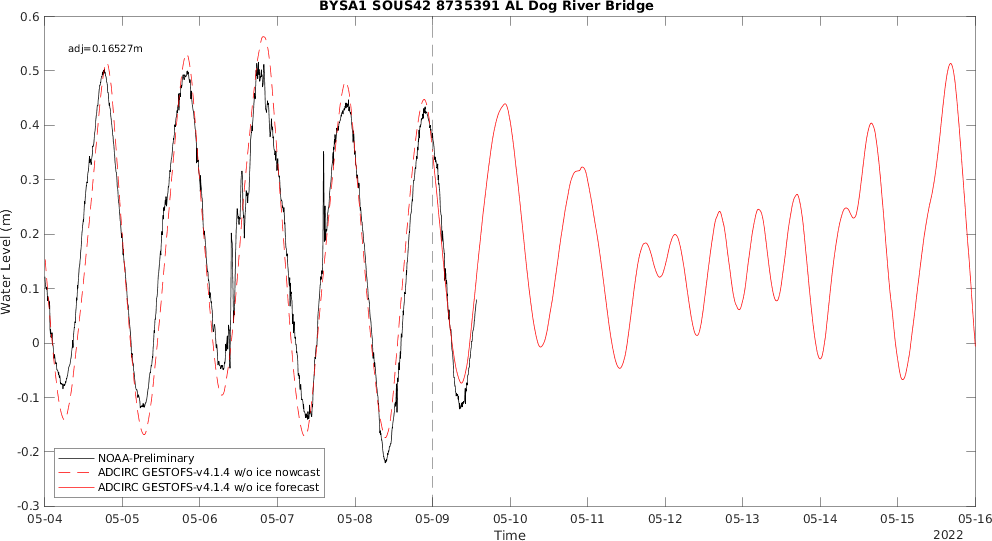 BYSA1 SOUS42 8735391 AL Dog River Bridge
0.6
adj=0.16527m
0.5
0.4
0.3
0.2
0.1
0
-0.1
-0.2
-0.3
Water Level (m)
NOAA-Preliminary
ADCIRC GESTOFS-v4.1.4 w/o ice nowcast
ADCIRC GESTOFS-v4.1.4 w/o ice forecast
05-04 05-05 05-06 05-07 05-08 05-09 05-10 05-11 05-12 05-13 05-14 05-15 05-16
Time
2022